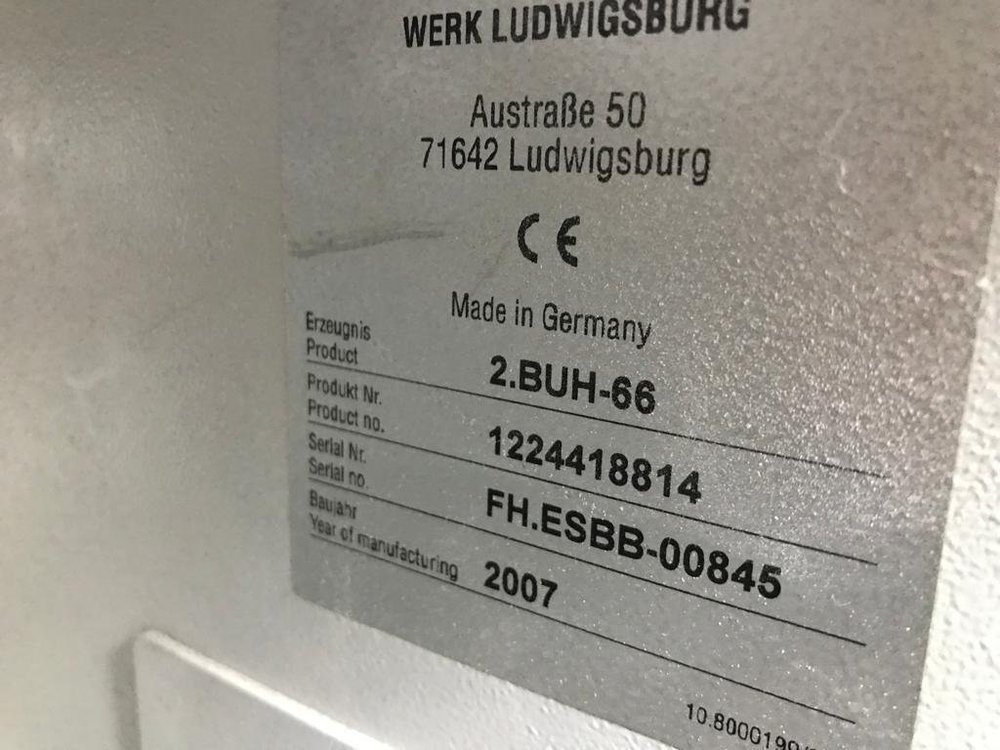 WERK LUDWIGSBURG
Austraße 50
71642 Ludwigsburg
CE
Made in Germany
Erzeugnis
Product 2.BUH-66
Produkt Nr.
Product no. 1224418814
Serial Nr.
Serial no. FH.ESBB-00845
Baujahr
Year of manufacturing 2007